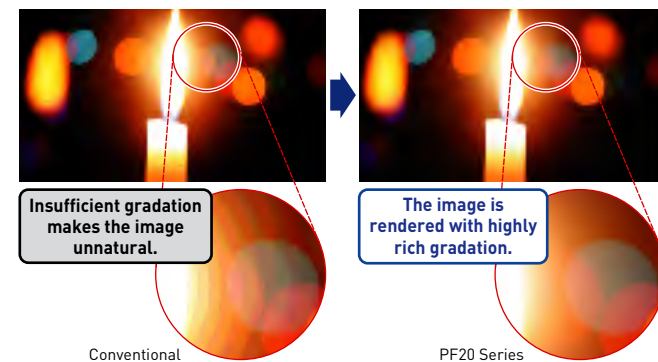 Insufficient gradation
makes the image
unnatural.
The image is
rendered with highly
rich gradation.
Conventional
PF20 Series